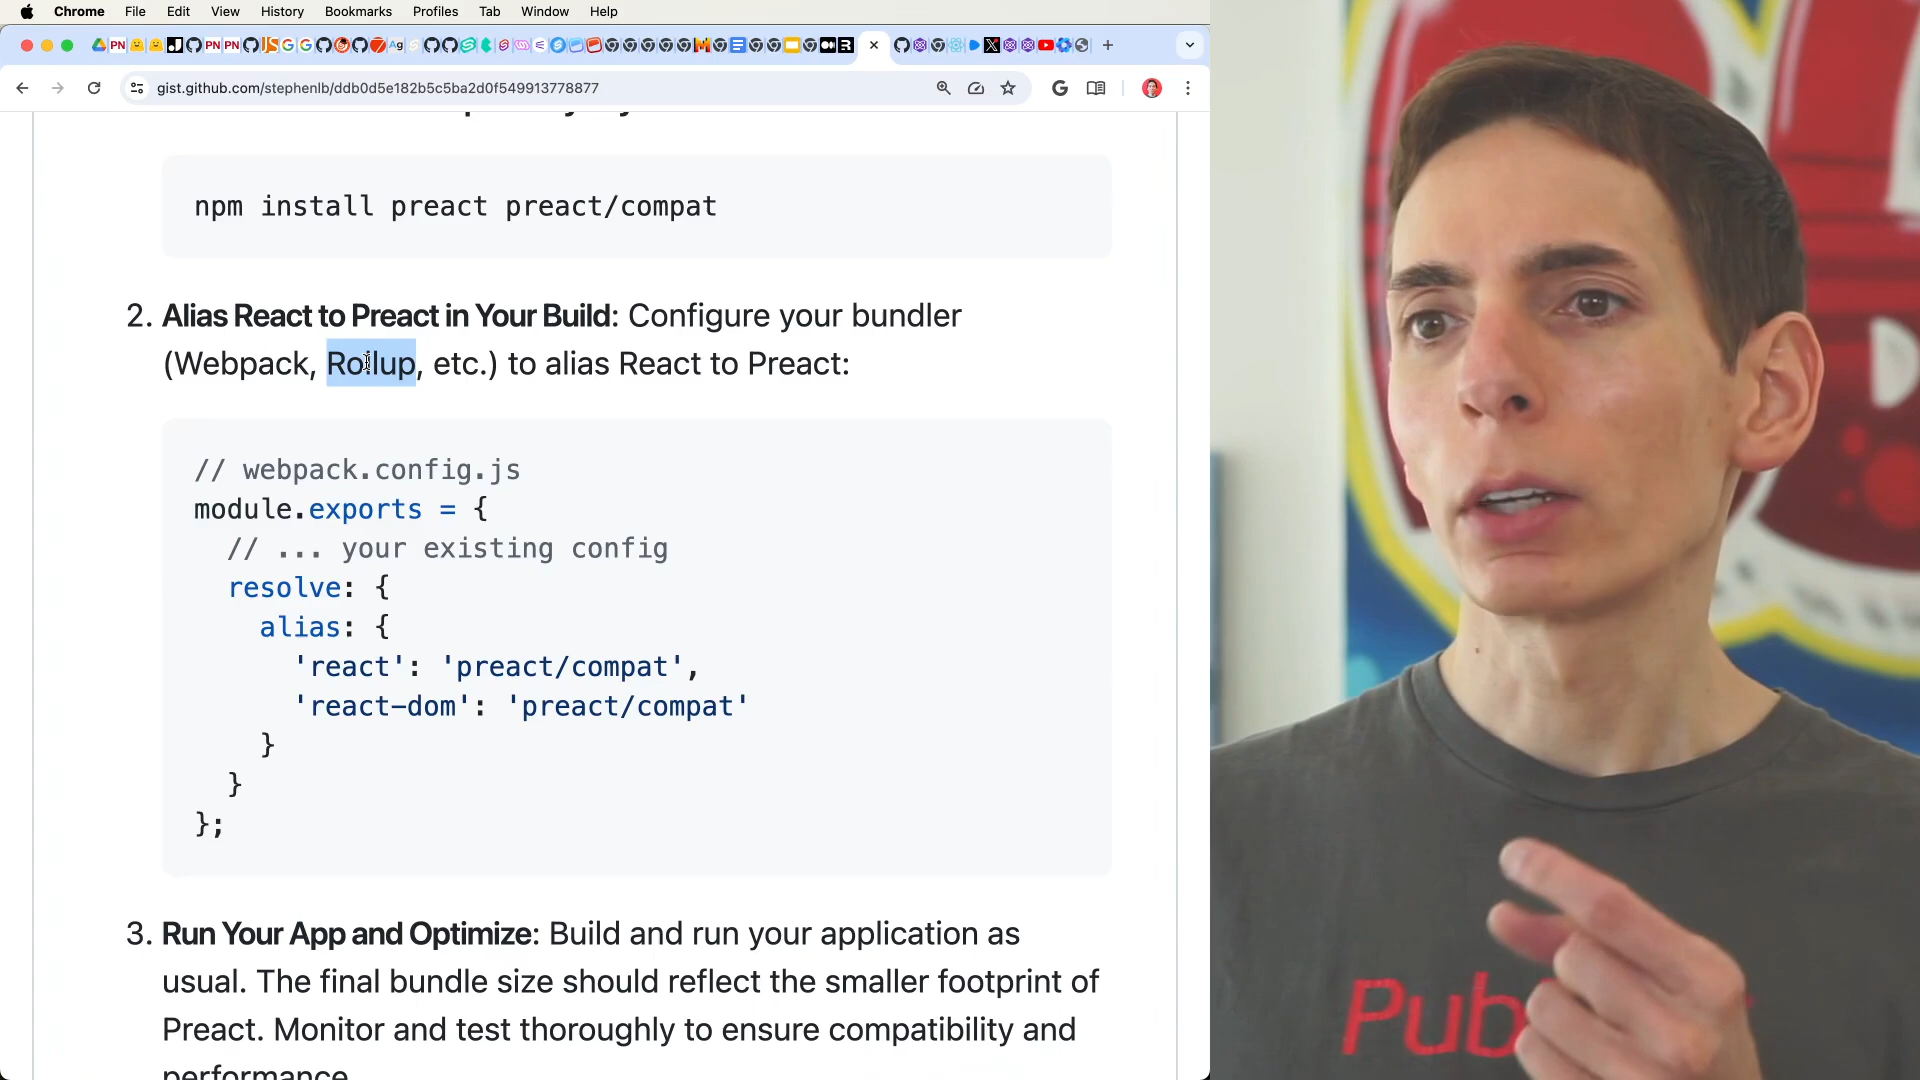 Chrome File Edit View History Bookmarks Profiles Tab Window Help
gist.github.com/stephenlb/ddb0d5e182b5c5ba2d0f549913778877
npm install preact preact/compat
2. Alias React to Preact in Your Build: Configure your bundler
(Webpack, Rollup, etc.) to alias React to Preact:
// webpack.config.js
module.exports = {
// ... your existing config
resolve: {
alias: {
'react': 'preact/compat',
'react-dom': 'preact/compat'
}
}
};
3. Run Your App and Optimize: Build and run your application as
usual. The final bundle size should reflect the smaller footprint of
Preact. Monitor and test thoroughly to ensure compatibility and
performance.
Pub